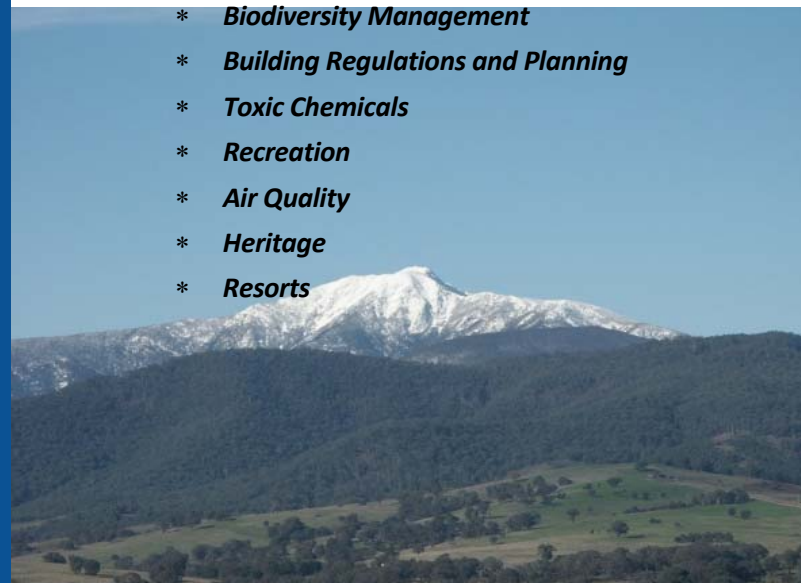 * Biodiversity Management
* Building Regulations and Planning
* Toxic Chemicals
* Recreation
* Air Quality
* Heritage
* Resorts